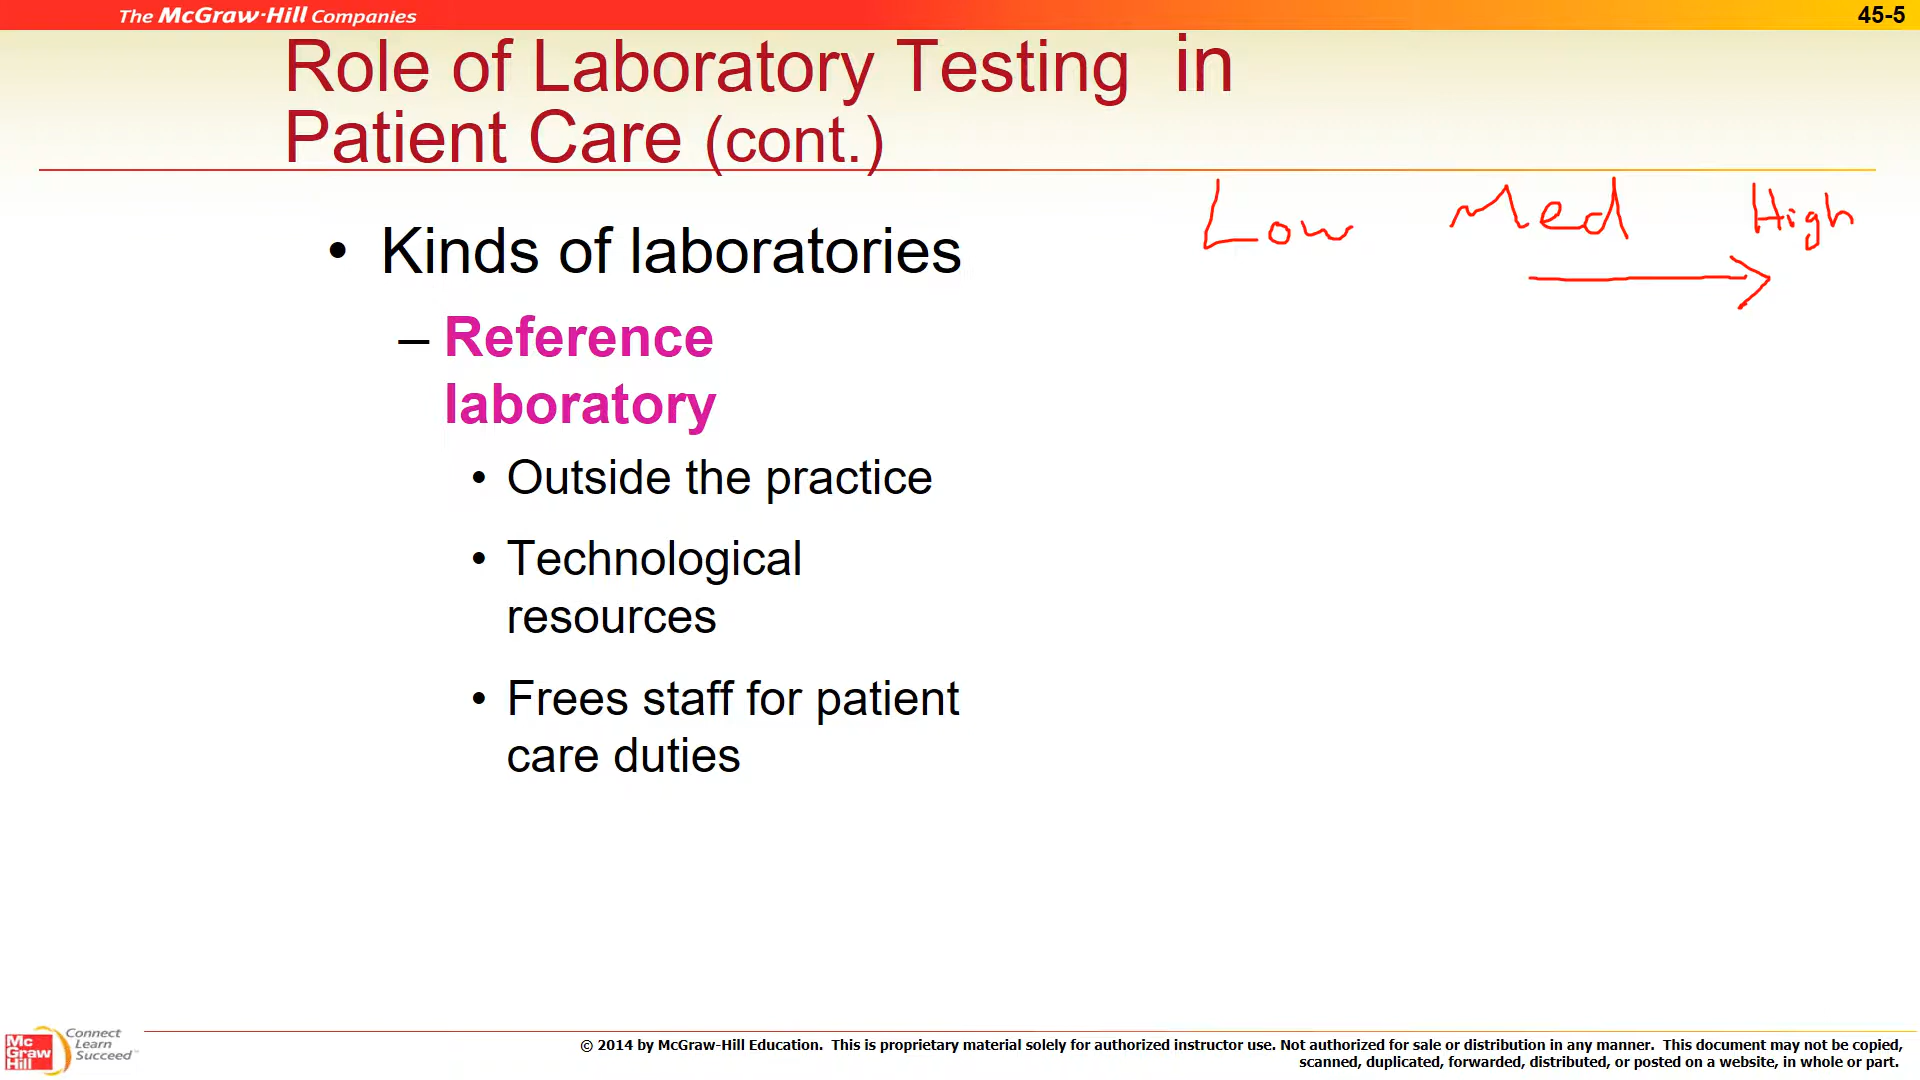 The McGraw-Hill Companies
45-5
Role of Laboratory Testing in
Patient Care (cont.)
Low Med High
• Kinds of laboratories
– Reference
laboratory
• Outside the practice
• Technological
resources
• Frees staff for patient
care duties
Mc
Graw
Hill
Connect
Learn
Succeed™
© 2014 by McGraw-Hill Education. This is proprietary material solely for authorized instructor use. Not authorized for sale or distribution in any manner. This document may not be copied,
scanned, duplicated, forwarded, distributed, or posted on a website, in whole or part.